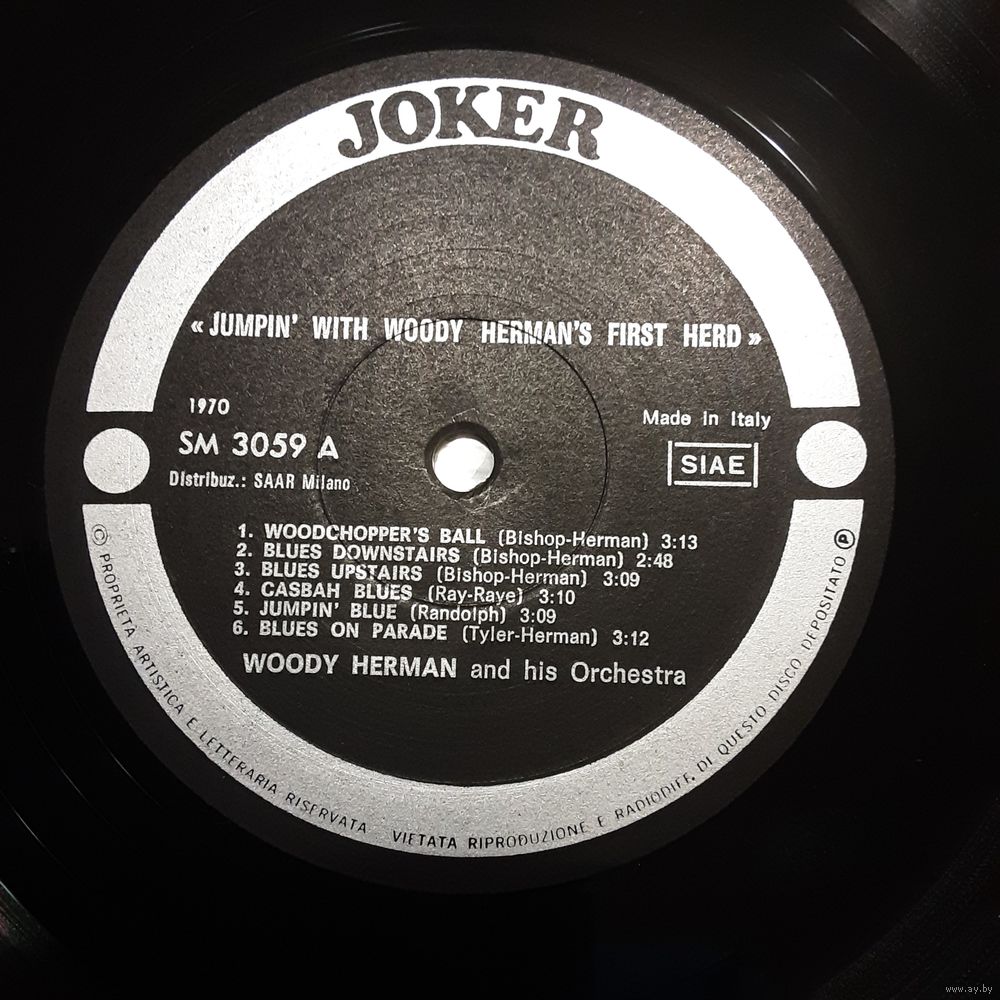 JOKER
« JUMPIN' WITH WOODY HERMAN'S FIRST HERD »
1970
SM 3059 A
Distribuz.: SAAR Milano
Made in Italy
SIAE
1. WOODCHOPPER'S BALL (Bishop-Herman) 3:13
2. BLUES DOWNSTAIRS (Bishop-Herman) 2:48
3. BLUES UPSTAIRS (Bishop-Herman) 3:09
4. CASBAH BLUES (Ray-Raye) 3:10
5. JUMPIN' BLUE (Randolph) 3:09
6. BLUES ON PARADE (Tyler-Herman) 3:12
WOODY HERMAN and his Orchestra
© PROPRIETA ARTISTICA E LETTERARIA RISERVATA VIETATA RIPRODUZIONE E RADIODIFF. DI QUESTO DISCO DEPOSITATO ℗
www.ay.by